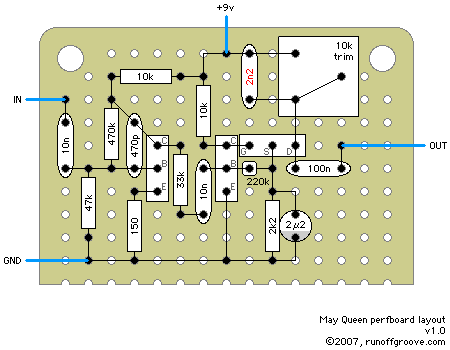 +9v
10k
trim
10k
2n2
IN
10k
10n
470k
470p
C
B
E
C
B
E
G
S
D
OUT
33k
10n
100n
220k
47k
150
2k2
2µ2
GND
May Queen perfboard layout
v1.0
©2007, runoffgroove.com